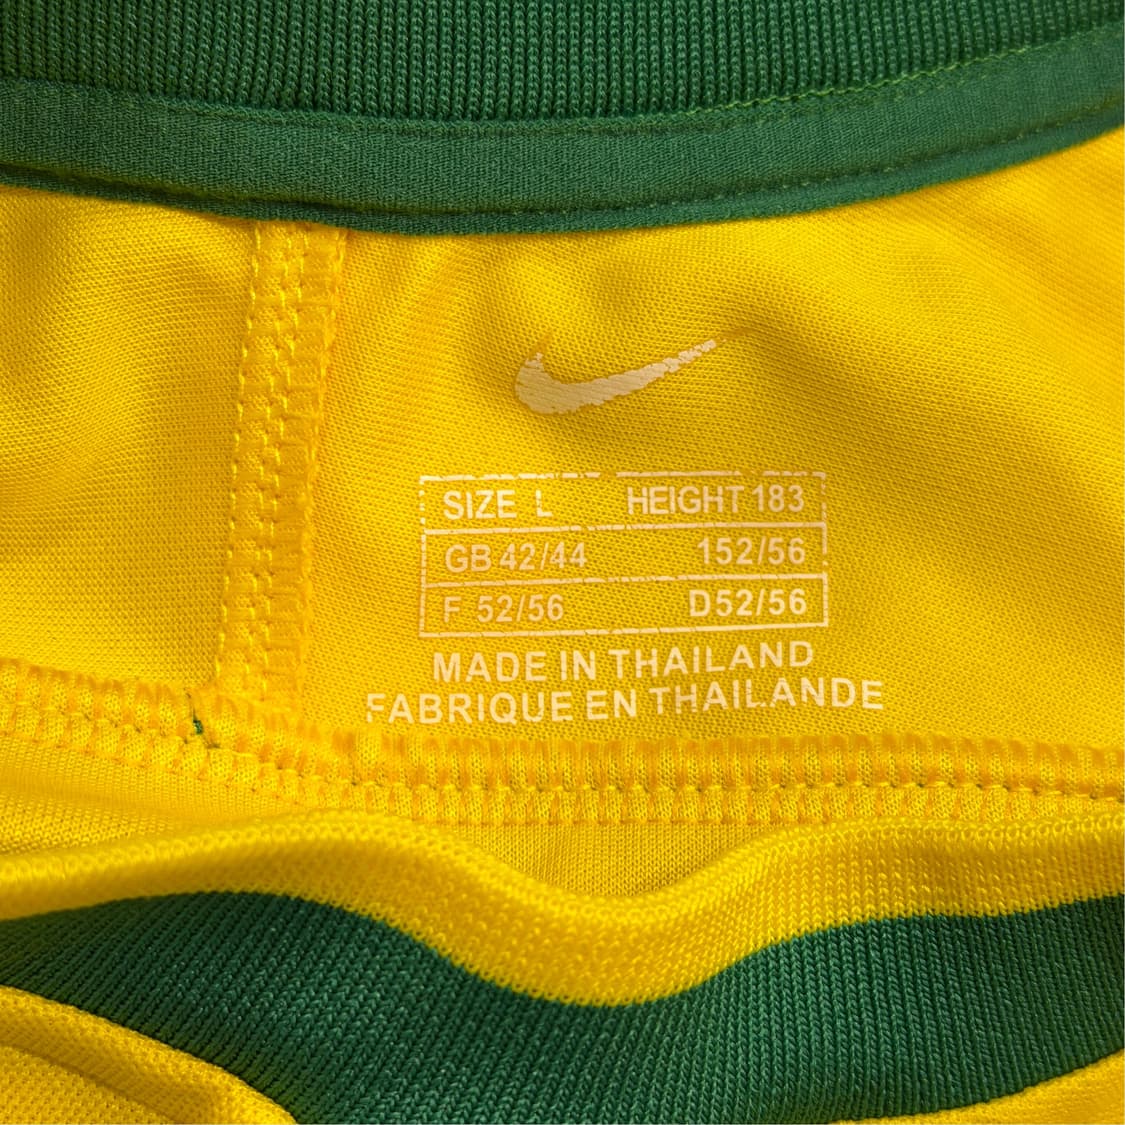 SIZE L HEIGHT 183
GB 42/44 152/56
F 52/56 D52/56
MADE IN THAILAND
FABRIQUE EN THAILANDE